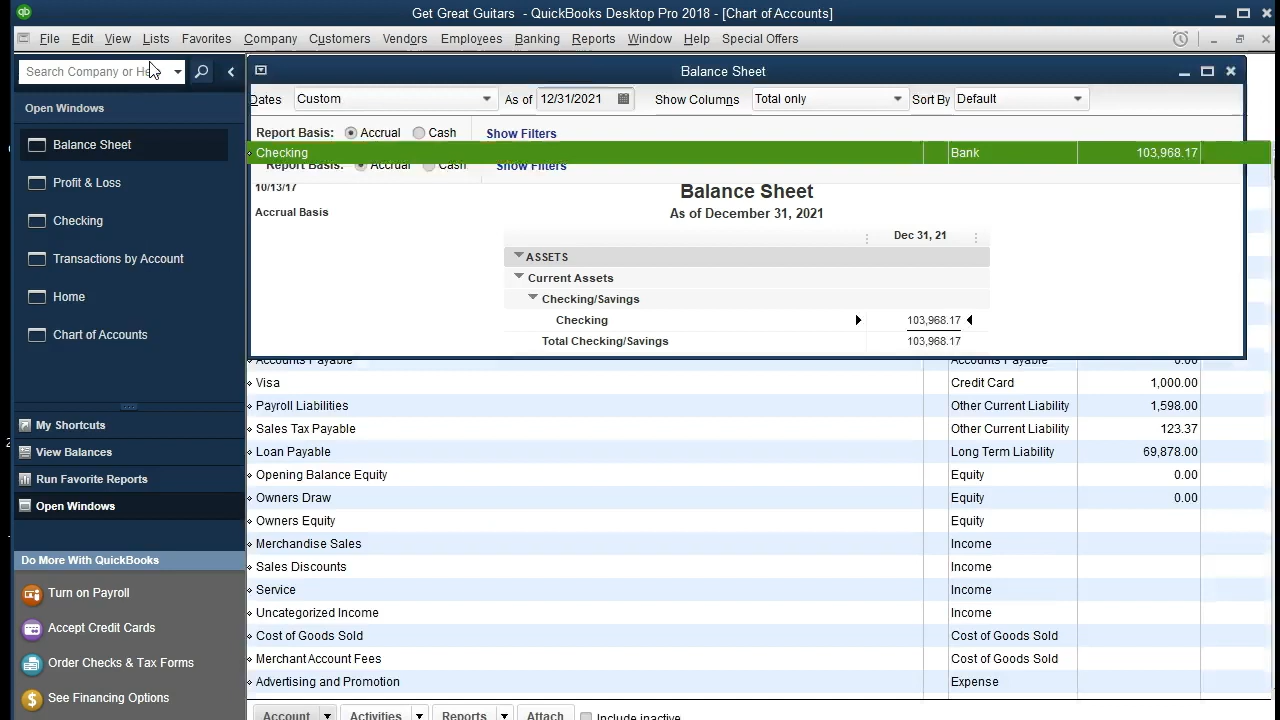 qb Get Great Guitars - QuickBooks Desktop Pro 2018 - [Chart of Accounts]
File Edit View Lists Favorites Company Customers Vendors Employees Banking Reports Window Help Special Offers
Search Company or He
Balance Sheet
Open Windows
Balance Sheet
Profit & Loss
Checking
Transactions by Account
Home
Chart of Accounts
My Shortcuts
View Balances
Run Favorite Reports
Open Windows
Do More With QuickBooks
Turn on Payroll
Accept Credit Cards
Order Checks & Tax Forms
See Financing Options
Dates Custom As of 12/31/2021 Show Columns Total only Sort By Default
Report Basis: Accrual Cash Show Filters
Checking Bank 103,968.17
Report Basis: Accrual Cash Show Filters
10/13/17 Balance Sheet
Accrual Basis As of December 31, 2021
Dec 31, 21
ASSETS
Current Assets
Checking/Savings
Checking 103,968.17
Total Checking/Savings 103,968.17
Accounts Payable Accounts Payable 0.00
Visa Credit Card 1,000.00
Payroll Liabilities Other Current Liability 1,598.00
Sales Tax Payable Other Current Liability 123.37
Loan Payable Long Term Liability 69,878.00
Opening Balance Equity Equity 0.00
Owners Draw Equity 0.00
Owners Equity Equity
Merchandise Sales Income
Sales Discounts Income
Service Income
Uncategorized Income Income
Cost of Goods Sold Cost of Goods Sold
Merchant Account Fees Cost of Goods Sold
Advertising and Promotion Expense
Account Activities Reports Attach Include inactive